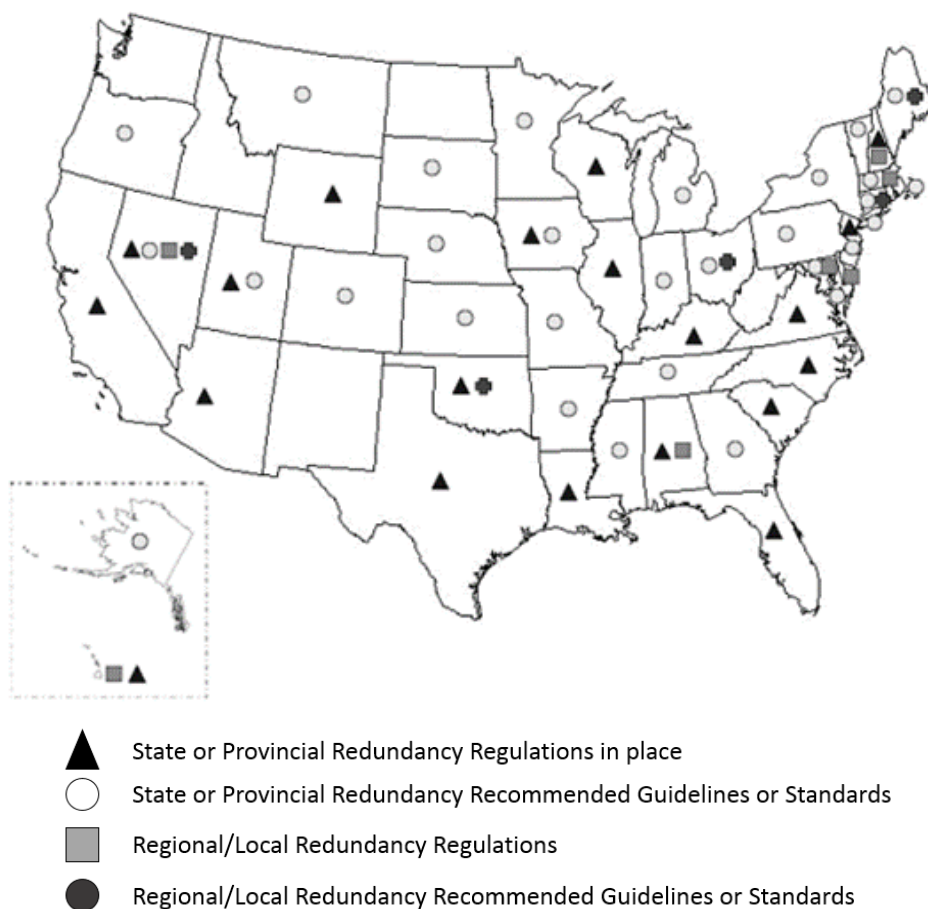 State or Provincial Redundancy Regulations in place
State or Provincial Redundancy Recommended Guidelines or Standards
Regional/Local Redundancy Regulations
Regional/Local Redundancy Recommended Guidelines or Standards